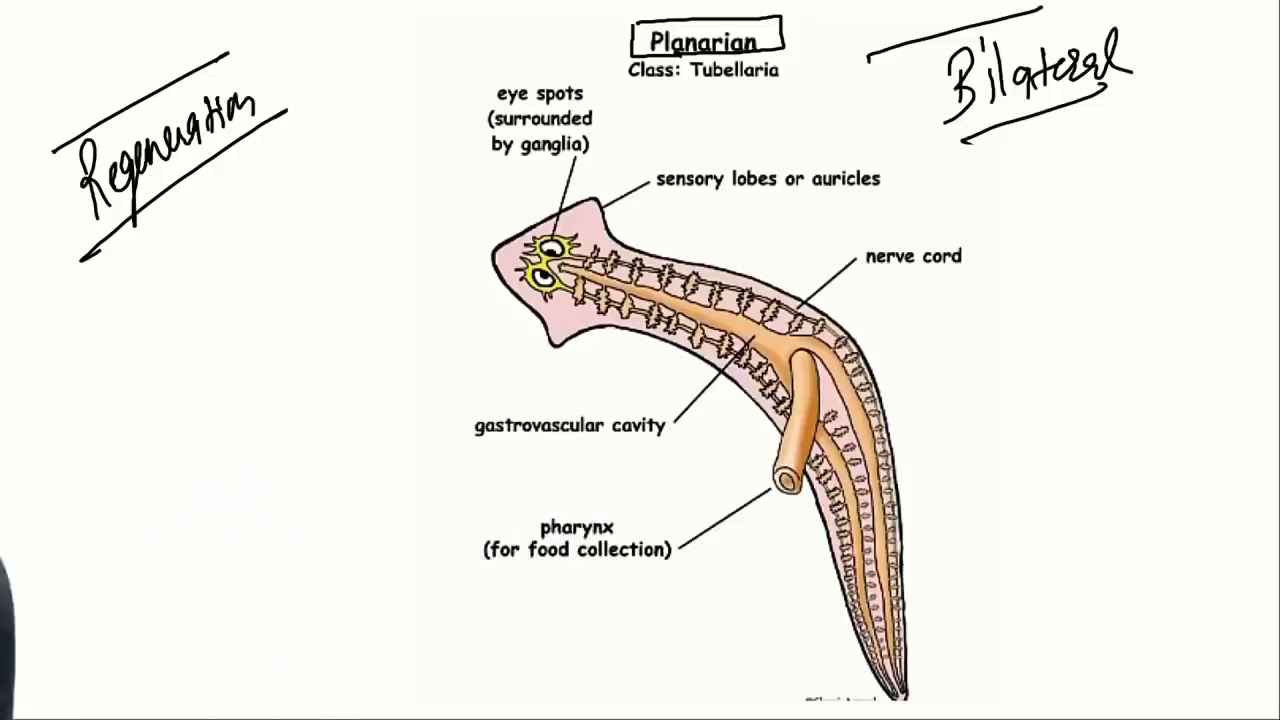 Planarian
Class: Tubellaria
Bilateral
Regeneration
eye spots
(surrounded
by ganglia)
sensory lobes or auricles
nerve cord
gastrovascular cavity
pharynx
(for food collection)